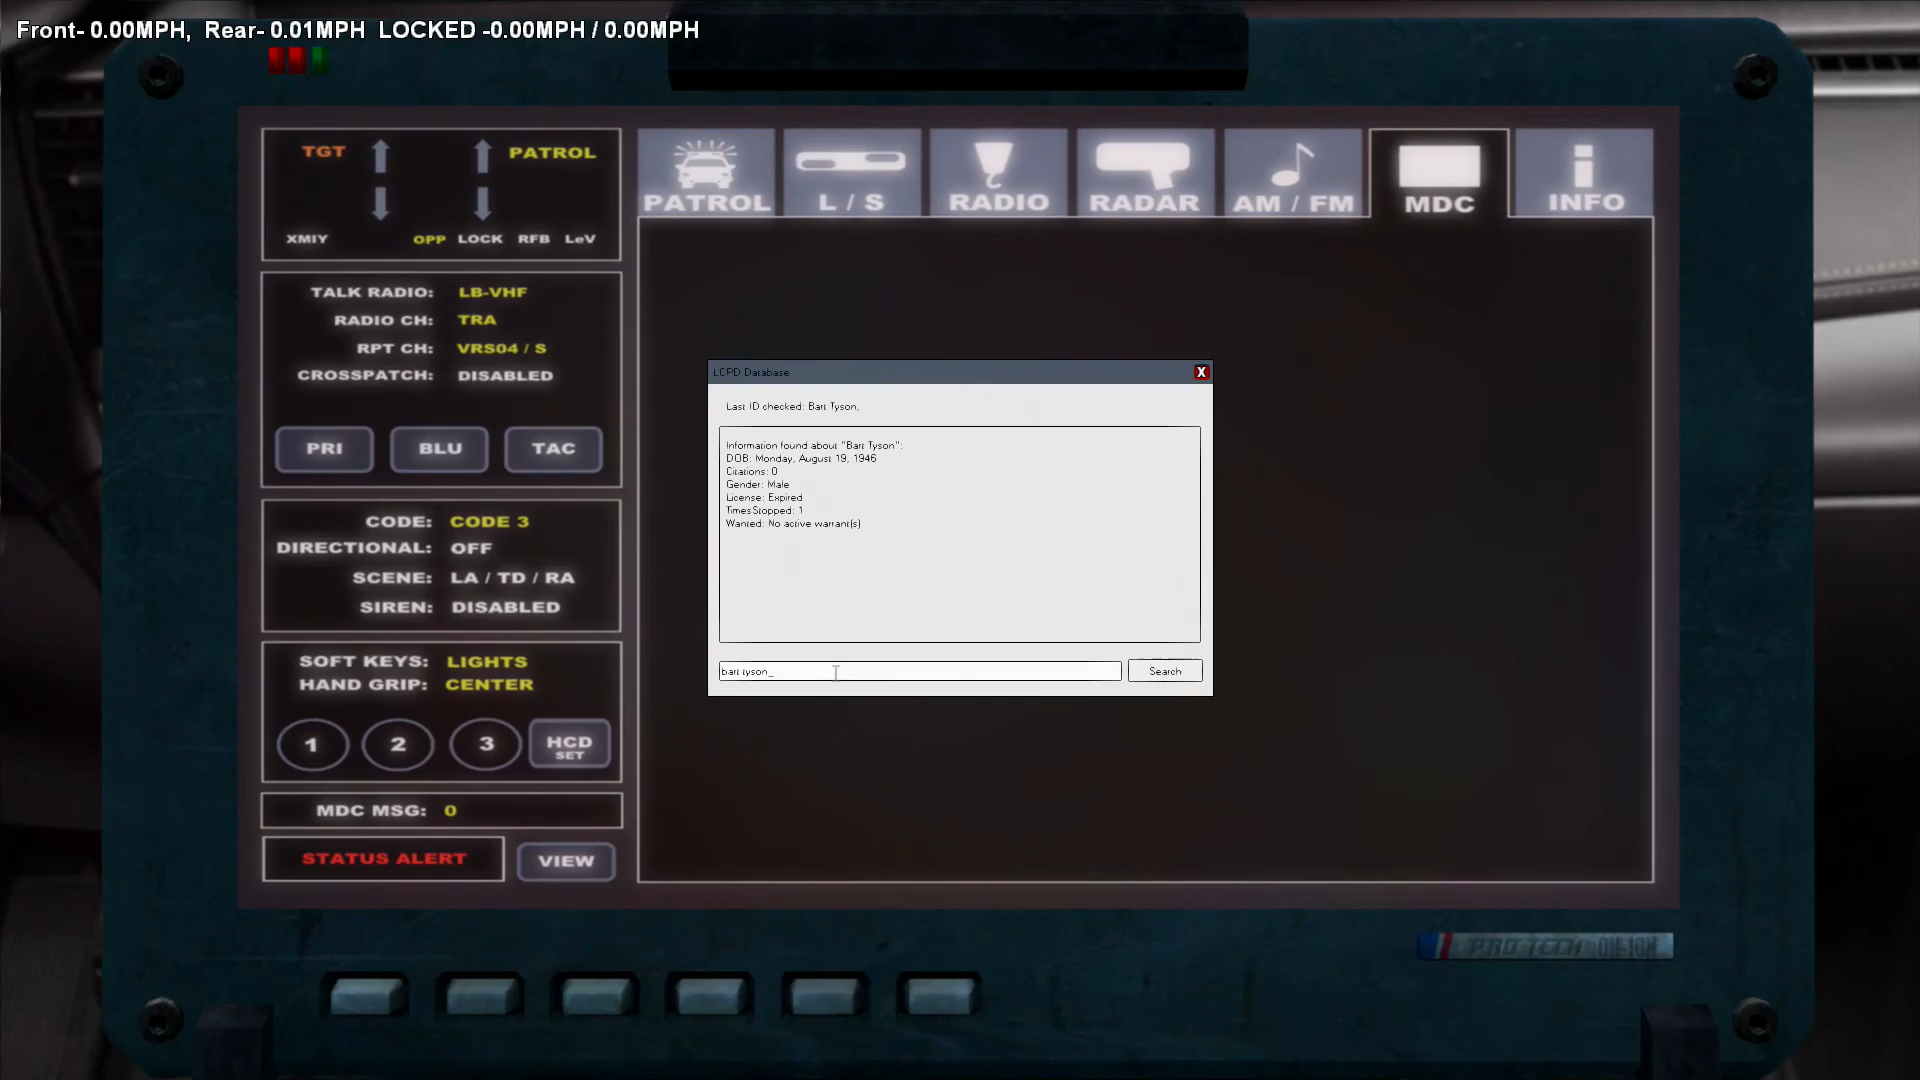 Front- 0.00MPH, Rear- 0.01MPH LOCKED -0.00MPH / 0.00MPH
TGT PATROL
XMIY OPP LOCK RFB LeV
TALK RADIO: LB-VHF
RADIO CH: TRA
RPT CH: VRS04 / S
CROSSPATCH: DISABLED
PRI BLU TAC
CODE: CODE 3
DIRECTIONAL: OFF
SCENE: LA / TD / RA
SIREN: DISABLED
SOFT KEYS: LIGHTS
HAND GRIP: CENTER
1 2 3 HCD
SET
MDC MSG: 0
STATUS ALERT VIEW
PATROL L / S RADIO RADAR AM / FM MDC INFO
LCPD Database X
Last ID checked: Bart Tyson,
Information found about "Bart Tyson":
DOB: Monday, August 19, 1946
Citations: 0
Gender: Male
License: Expired
TimesStopped: 1
Wanted: No active warrant(s)
bart tyson_ Search
PRO TECH